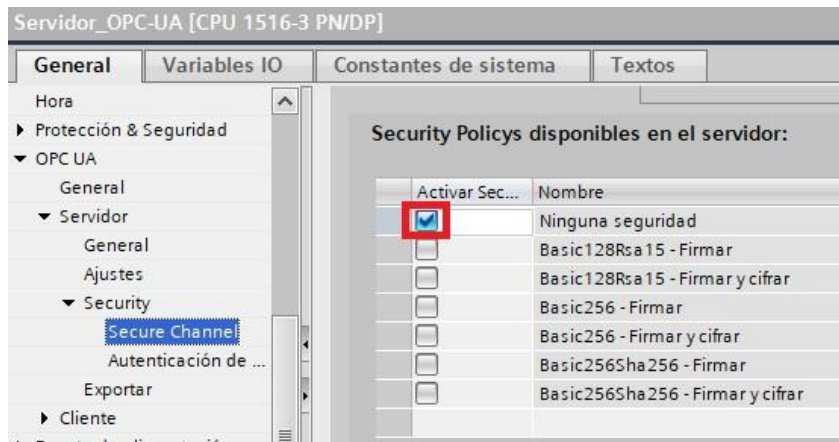 Servidor_OPC-UA [CPU 1516-3 PN/DP]
General Variables IO Constantes de sistema Textos
Hora
Protección & Seguridad
OPC UA
General
Servidor
General
Ajustes
Security
Secure Channel
Autenticación de ...
Exportar
Cliente
Security Policys disponibles en el servidor:
Activar Sec... Nombre
Ninguna seguridad
Basic128Rsa15 - Firmar
Basic128Rsa15 - Firmar y cifrar
Basic256 - Firmar
Basic256 - Firmar y cifrar
Basic256Sha256 - Firmar
Basic256Sha256 - Firmar y cifrar